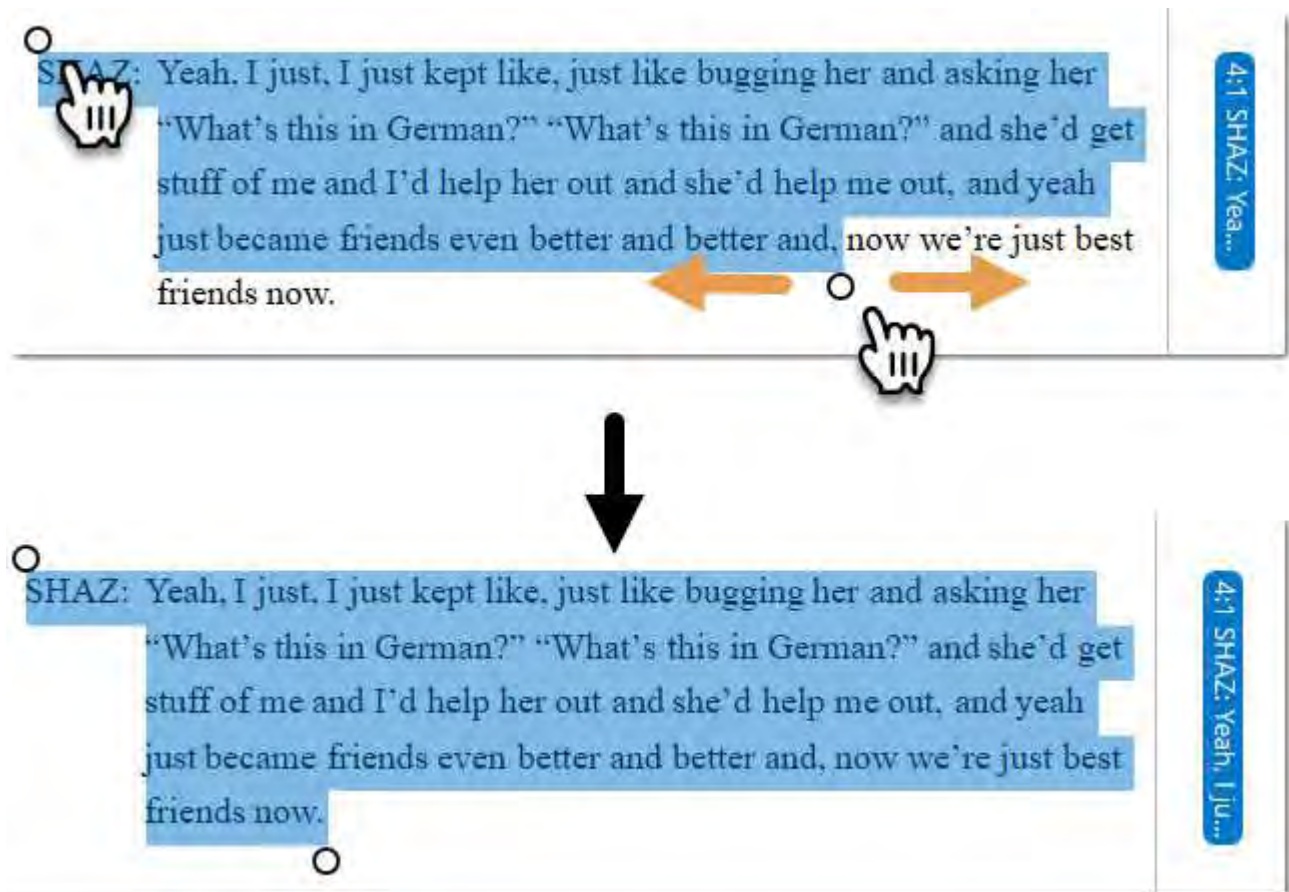 SHAZ: Yeah, I just, I just kept like, just like bugging her and asking her
“What’s this in German?” “What’s this in German?” and she’d get
stuff of me and I’d help her out and she’d help me out, and yeah
just became friends even better and better and, now we’re just best
friends now.
4:1 SHAZ: Yea...
SHAZ: Yeah, I just, I just kept like, just like bugging her and asking her
“What’s this in German?” “What’s this in German?” and she’d get
stuff of me and I’d help her out and she’d help me out, and yeah
just became friends even better and better and, now we’re just best
friends now.
4:1 SHAZ: Yeah, I ju...